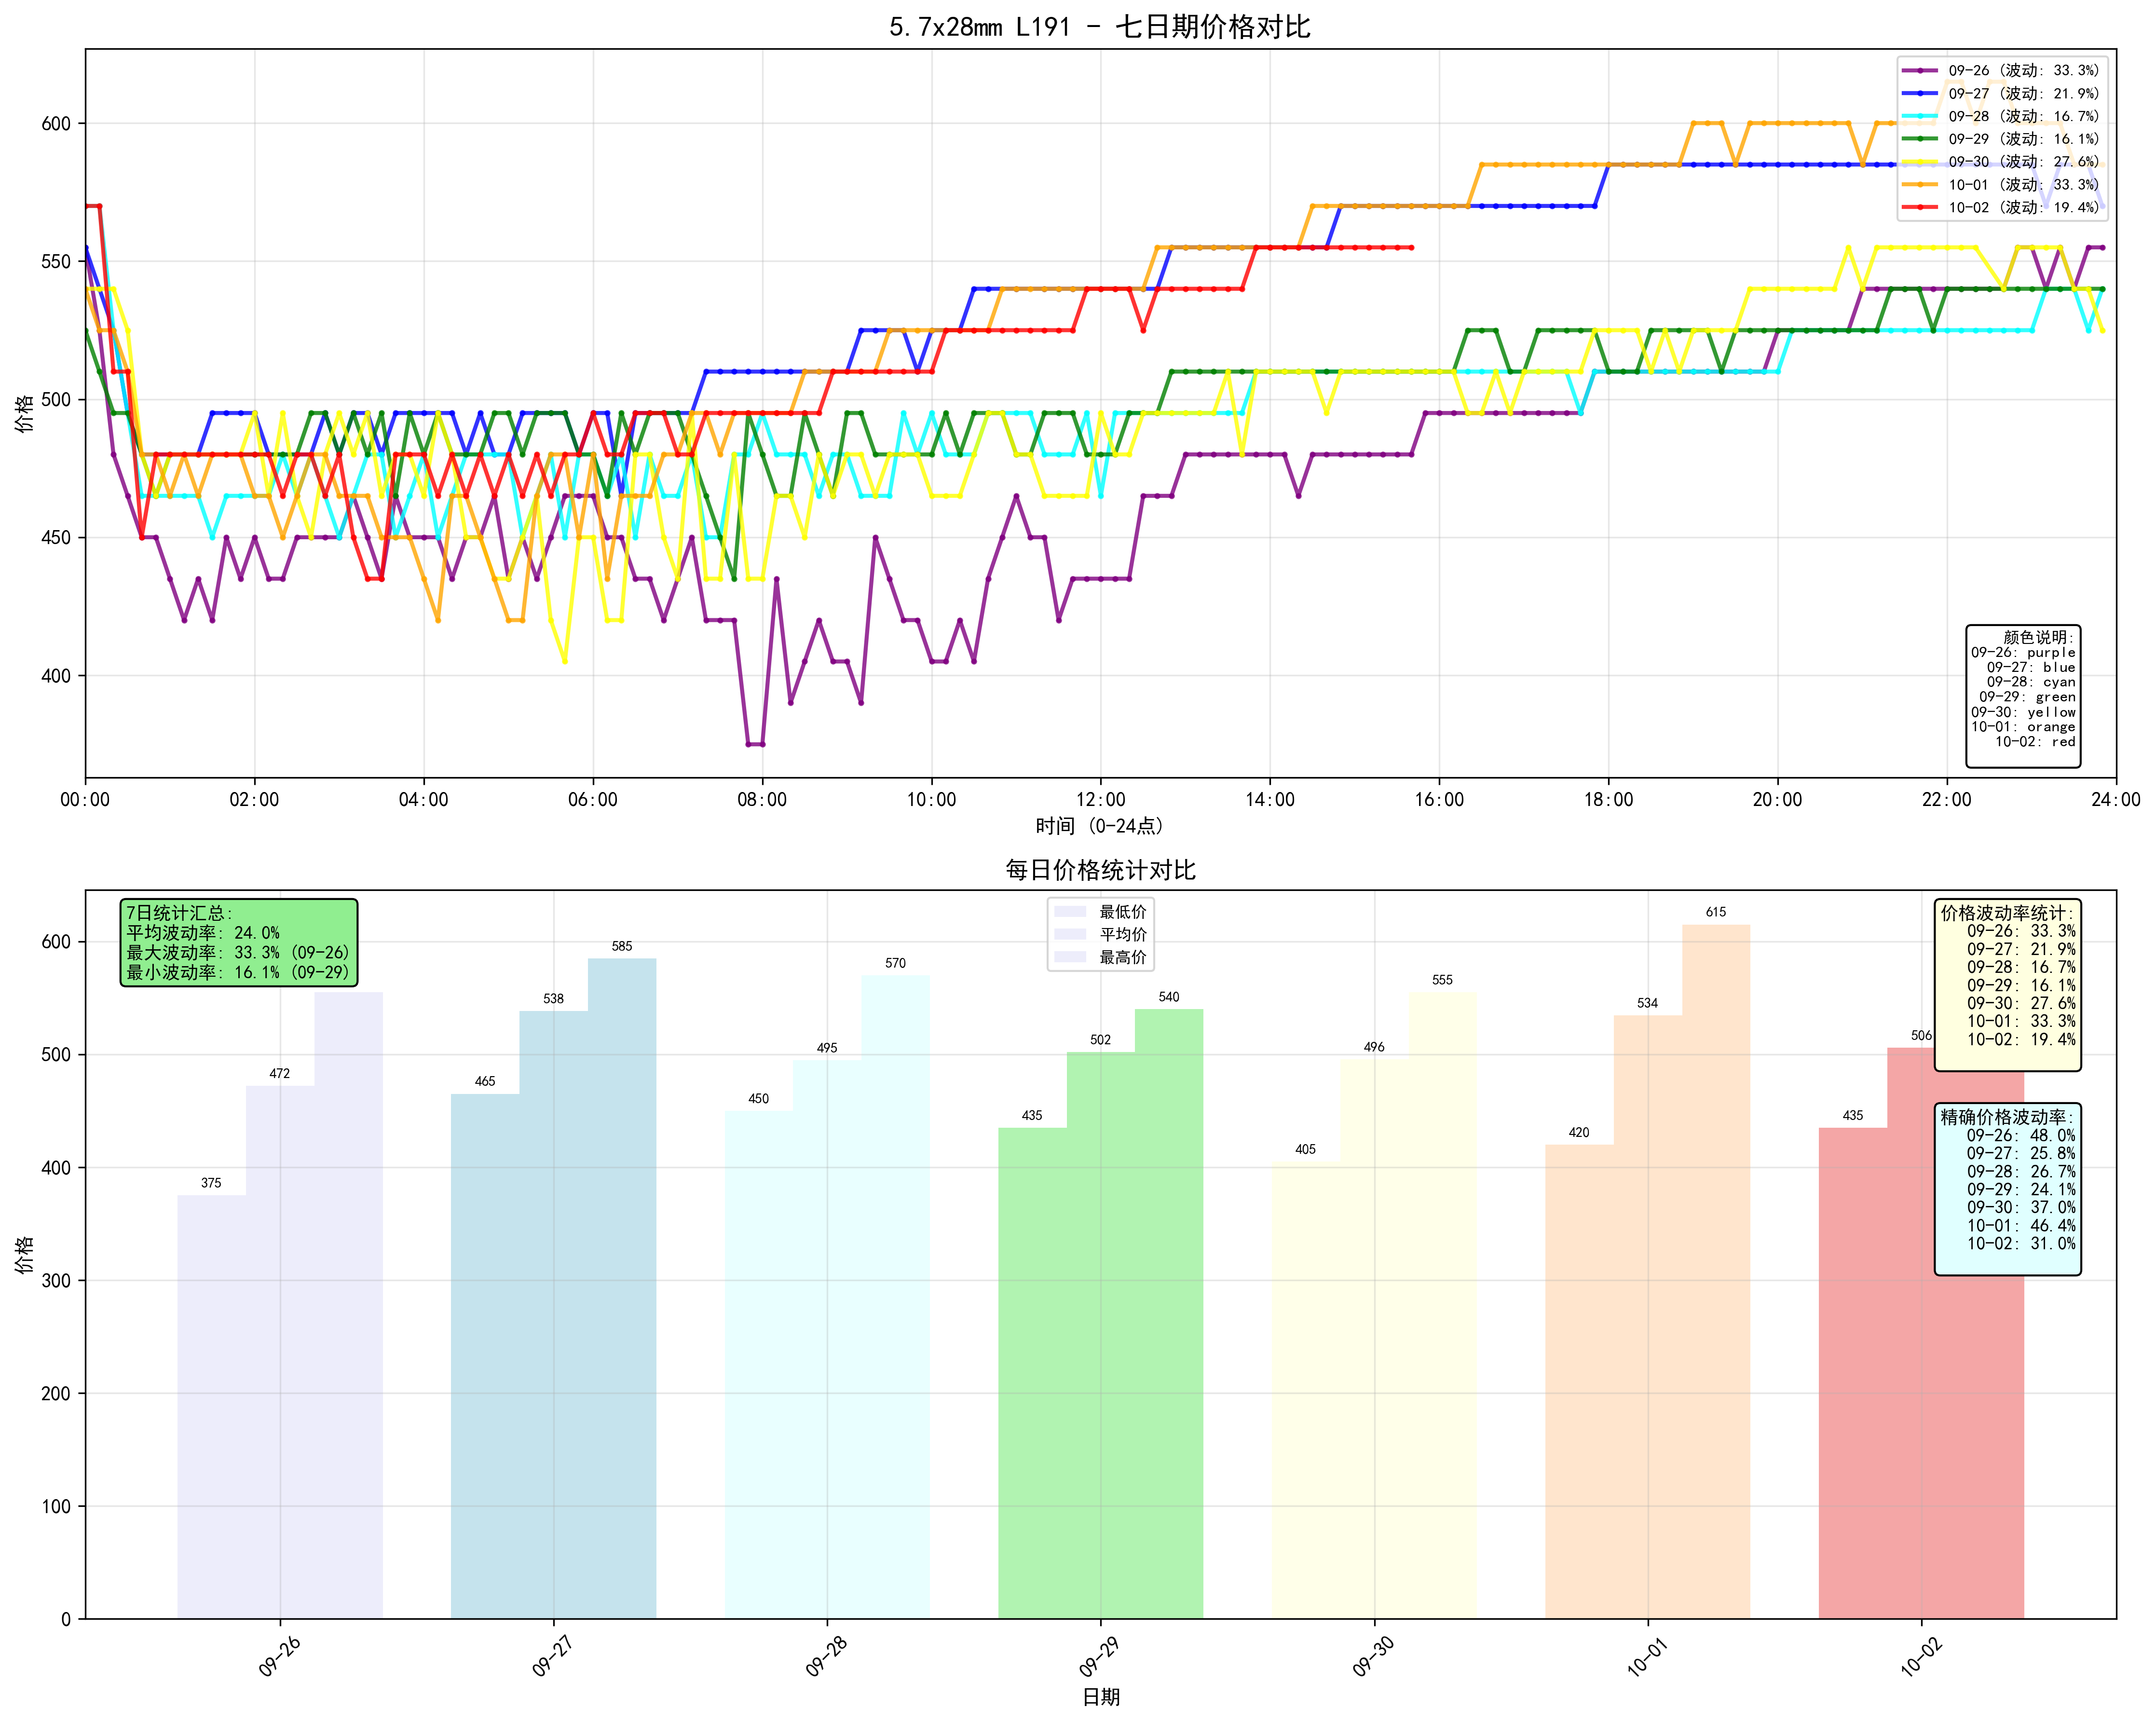 5.7x28mm L191 - 七日期价格对比
价格
600
550
500
450
400
09-26 (波动: 33.3%)
09-27 (波动: 21.9%)
09-28 (波动: 16.7%)
09-29 (波动: 16.1%)
09-30 (波动: 27.6%)
10-01 (波动: 33.3%)
10-02 (波动: 19.4%)
颜色说明:
09-26: purple
09-27: blue
09-28: cyan
09-29: green
09-30: yellow
10-01: orange
10-02: red
00:00 02:00 04:00 06:00 08:00 10:00 12:00 14:00 16:00 18:00 20:00 22:00 24:00
时间 (0-24点)
每日价格统计对比
价格
600
500
400
300
200
100
0
7日统计汇总:
平均波动率: 24.0%
最大波动率: 33.3% (09-26)
最小波动率: 16.1% (09-29)
最低价
平均价
最高价
价格波动率统计:
09-26: 33.3%
09-27: 21.9%
09-28: 16.7%
09-29: 16.1%
09-30: 27.6%
10-01: 33.3%
10-02: 19.4%
精确价格波动率:
09-26: 48.0%
09-27: 25.8%
09-28: 26.7%
09-29: 24.1%
09-30: 37.0%
10-01: 46.4%
10-02: 31.0%
375 472
465 538 585
450 495 570
435 502 540
405 496 555
420 534 615
435 506
09-26 09-27 09-28 09-29 09-30 10-01 10-02
日期